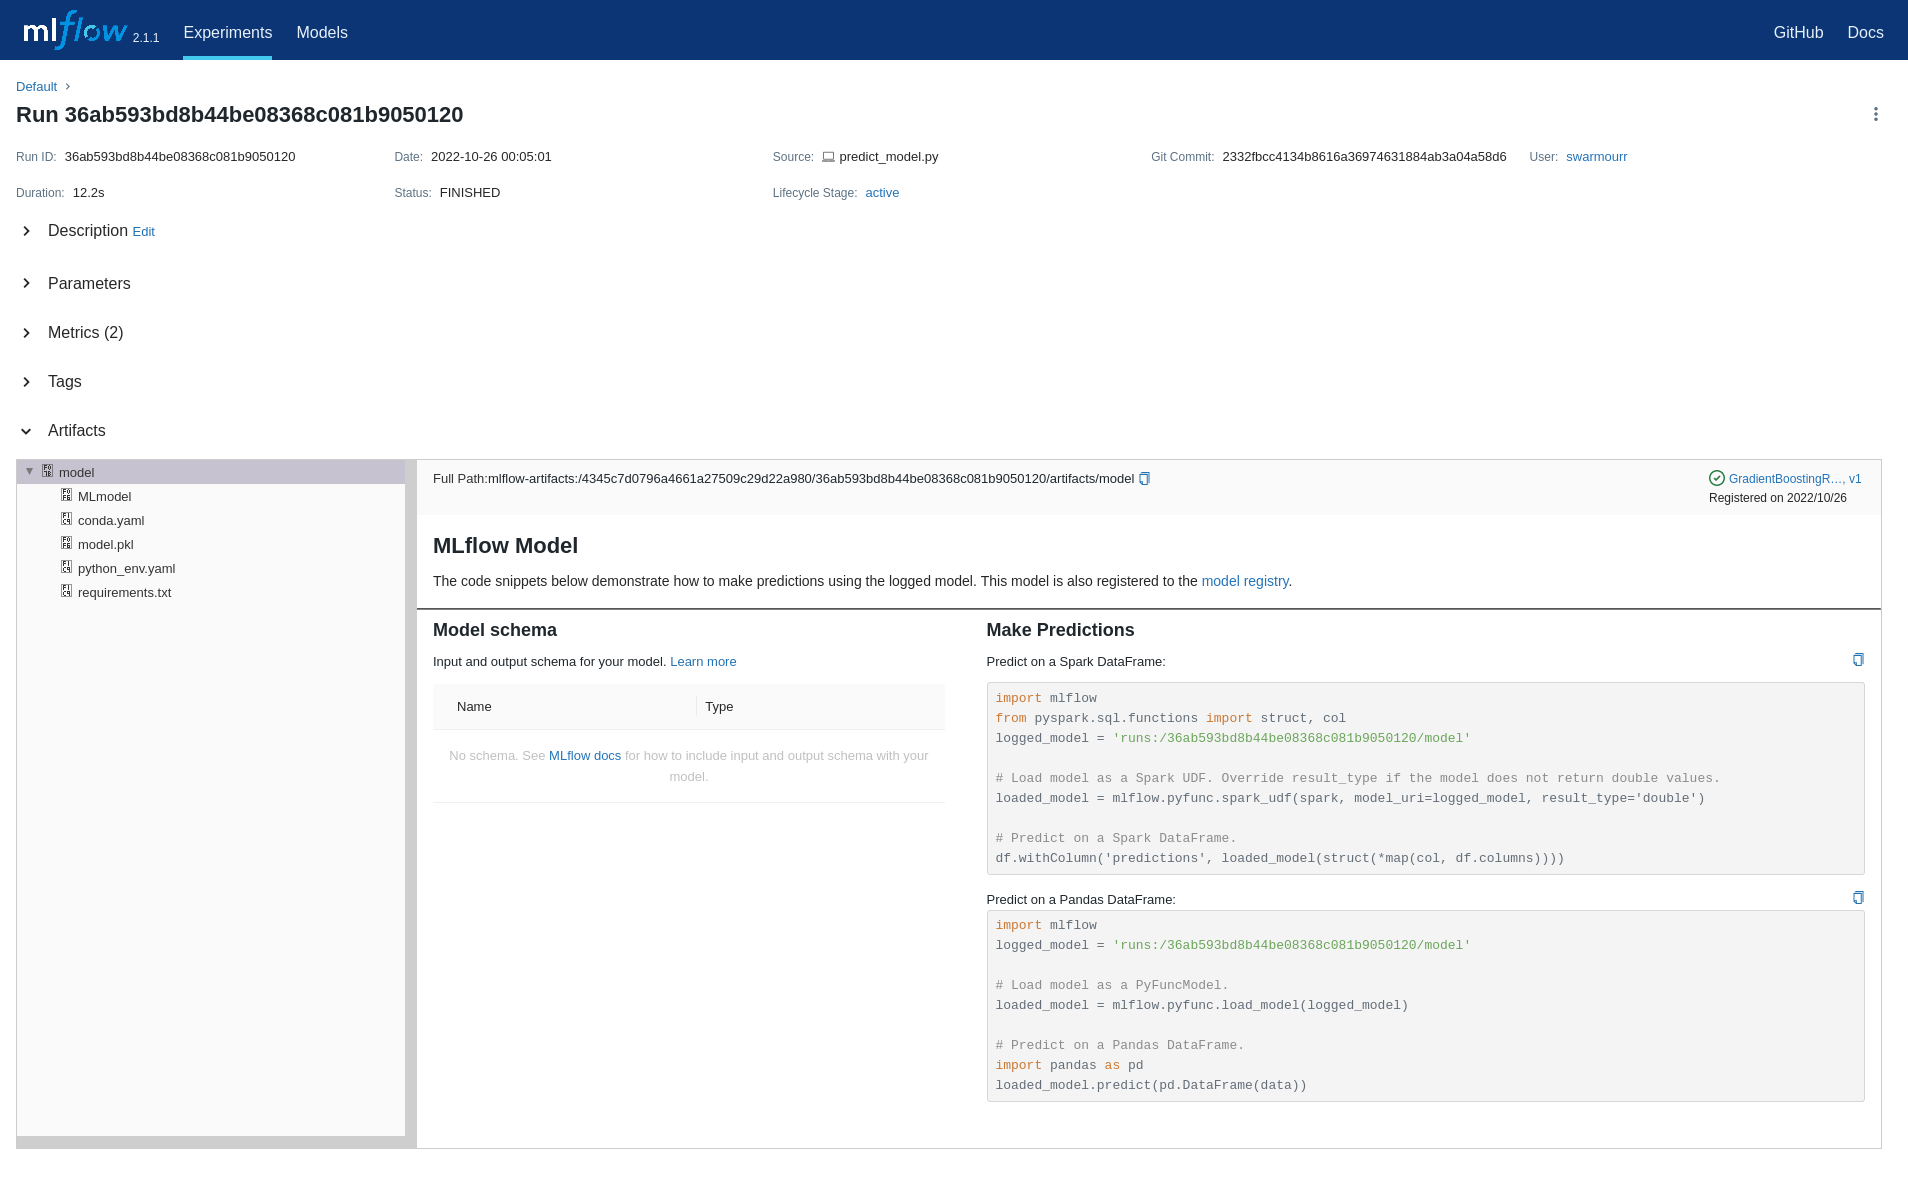 mlflow 2.1.1 Experiments Models GitHub Docs
Default
Run 36ab593bd8b44be08368c081b9050120
Run ID: 36ab593bd8b44be08368c081b9050120 Date: 2022-10-26 00:05:01 Source: predict_model.py Git Commit: 2332fbcc4134b8616a36974631884ab3a04a58d6 User: swarmourr
Duration: 12.2s Status: FINISHED Lifecycle Stage: active
Description Edit
Parameters
Metrics (2)
Tags
Artifacts
model
MLmodel
conda.yaml
model.pkl
python_env.yaml
requirements.txt
Full Path:mlflow-artifacts:/4345c7d0796a4661a27509c29d22a980/36ab593bd8b44be08368c081b9050120/artifacts/model
GradientBoostingR…, v1
Registered on 2022/10/26
MLflow Model
The code snippets below demonstrate how to make predictions using the logged model. This model is also registered to the model registry.
Model schema
Input and output schema for your model. Learn more
Name Type
No schema. See MLflow docs for how to include input and output schema with your
model.
Make Predictions
Predict on a Spark DataFrame:
import mlflow
from pyspark.sql.functions import struct, col
logged_model = 'runs:/36ab593bd8b44be08368c081b9050120/model'
# Load model as a Spark UDF. Override result_type if the model does not return double values.
loaded_model = mlflow.pyfunc.spark_udf(spark, model_uri=logged_model, result_type='double')
# Predict on a Spark DataFrame.
df.withColumn('predictions', loaded_model(struct(*map(col, df.columns))))
Predict on a Pandas DataFrame:
import mlflow
logged_model = 'runs:/36ab593bd8b44be08368c081b9050120/model'
# Load model as a PyFuncModel.
loaded_model = mlflow.pyfunc.load_model(logged_model)
# Predict on a Pandas DataFrame.
import pandas as pd
loaded_model.predict(pd.DataFrame(data))